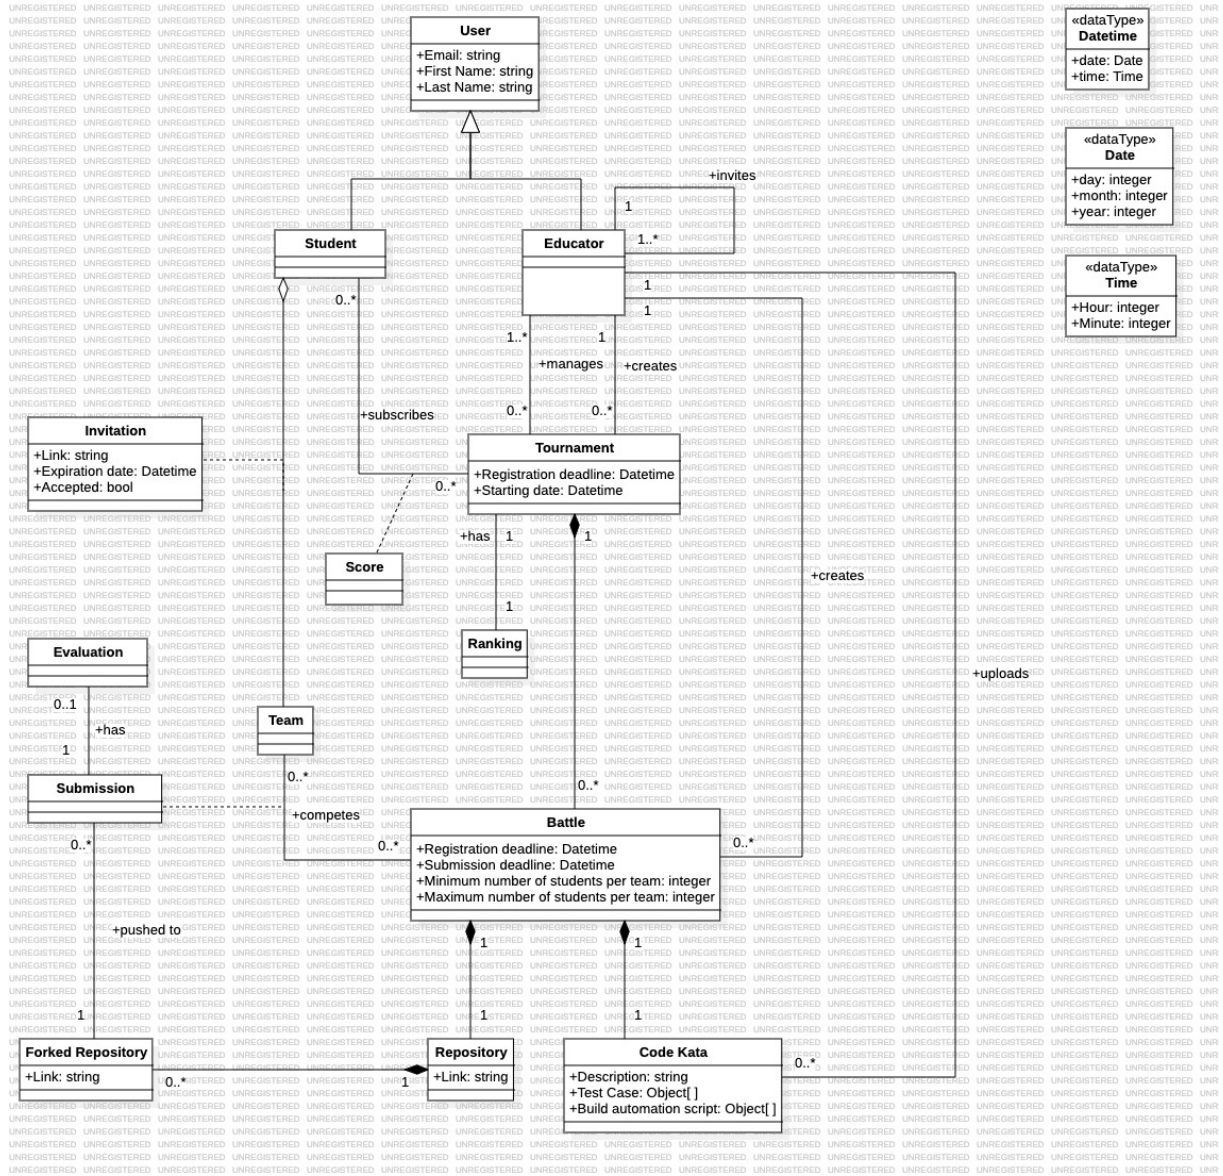 User
+Email: string
+First Name: string
+Last Name: string
«dataType»
Datetime
+date: Date
+time: Time
«dataType»
Date
+day: integer
+month: integer
+year: integer
«dataType»
Time
+Hour: integer
+Minute: integer
+invites
1
1..*
Student
Educator
0..*
1
1
1..*
1
+manages
+creates
0..*
0..*
+subscribes
Invitation
+Link: string
+Expiration date: Datetime
+Accepted: bool
Tournament
+Registration deadline: Datetime
+Starting date: Datetime
0..*
+has
1
1
Score
1
Ranking
+creates
+uploads
Evaluation
0..1
+has
1
Submission
Team
0..*
+competes
0..*
0..*
Battle
+Registration deadline: Datetime
+Submission deadline: Datetime
+Minimum number of students per team: integer
+Maximum number of students per team: integer
0..*
0..*
+pushed to
1
1
1
1
1
Forked Repository
+Link: string
0..*
1
Repository
+Link: string
Code Kata
+Description: string
+Test Case: Object[ ]
+Build automation script: Object[ ]
0..*
UNREGISTERED